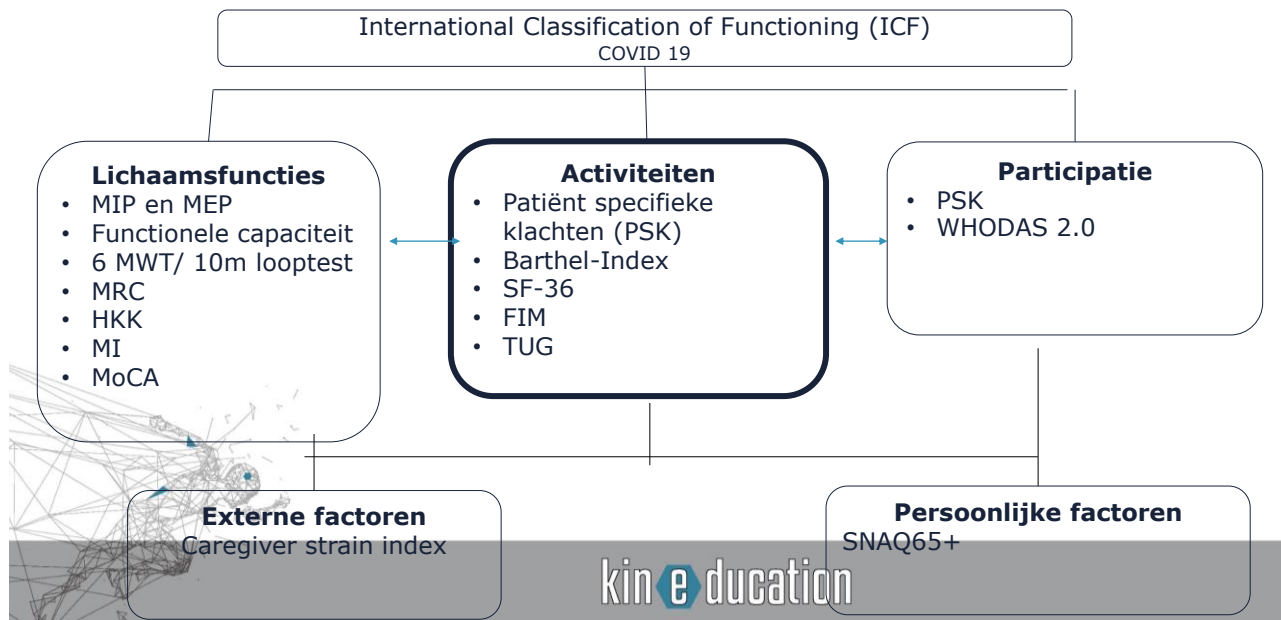 International Classification of Functioning (ICF)
COVID 19
Lichaamsfuncties
• MIP en MEP
• Functionele capaciteit
• 6 MWT/ 10m looptest
• MRC
• HKK
• MI
• MoCA
Activiteiten
• Patiënt specifieke
klachten (PSK)
• Barthel-Index
• SF-36
• FIM
• TUG
Participatie
• PSK
• WHODAS 2.0
Externe factoren
Caregiver strain index
Persoonlijke factoren
SNAQ65+
kin e ducation